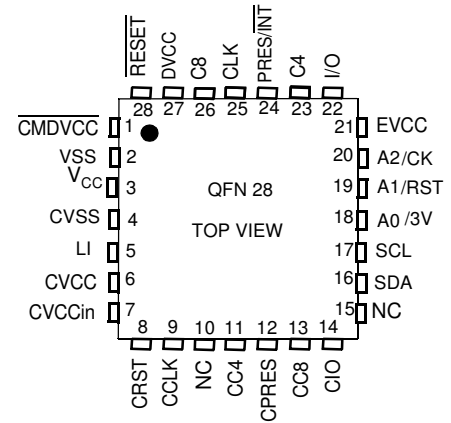 RESET
DVCC
C8
CLK
PRES/INT
C4
I/O
28 27 26 25 24 23 22
CMDVCC 1
VSS 2
VCC 3
CVSS 4
LI 5
CVCC 6
CVCCin 7
QFN 28
TOP VIEW
21 EVCC
20 A2/CK
19 A1/RST
18 A0 /3V
17 SCL
16 SDA
15 NC
8 9 10 11 12 13 14
CRST
CCLK
NC
CC4
CPRES
CC8
CIO